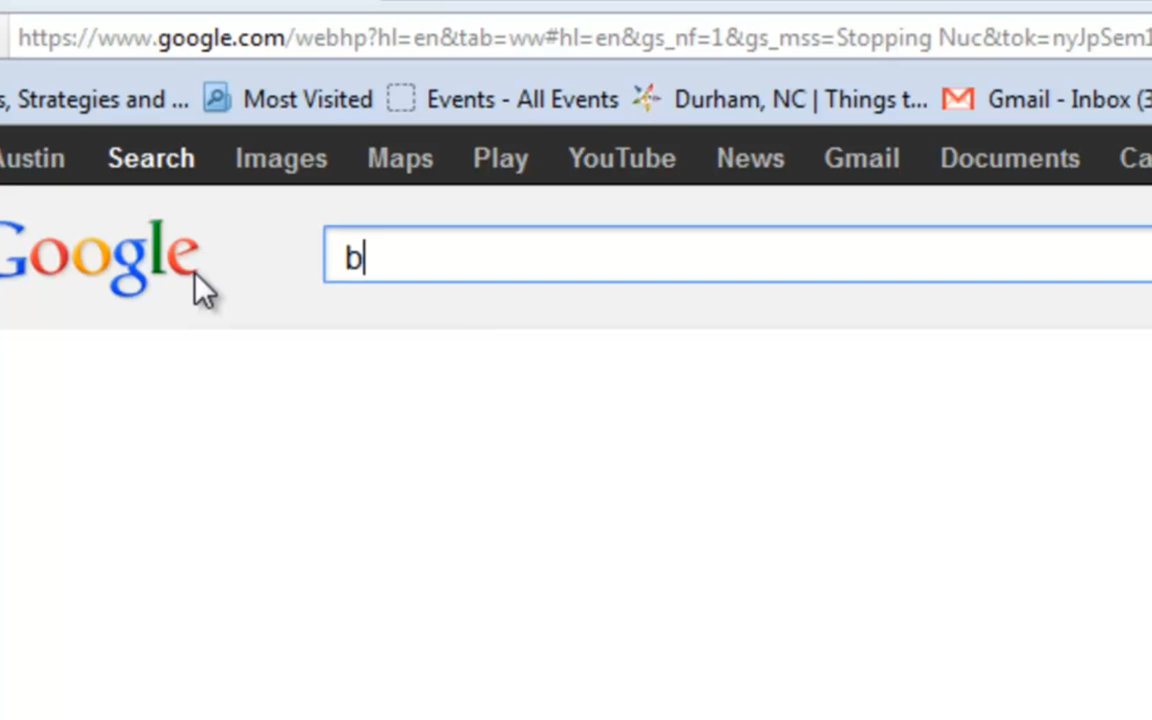 https://www.google.com/webhp?hl=en&tab=ww#hl=en&gs_nf=1&gs_mss=Stopping Nuc&tok=nyJpSem1
s, Strategies and ... Most Visited Events - All Events Durham, NC | Things t... Gmail - Inbox (3
Austin Search Images Maps Play YouTube News Gmail Documents Ca
Google b